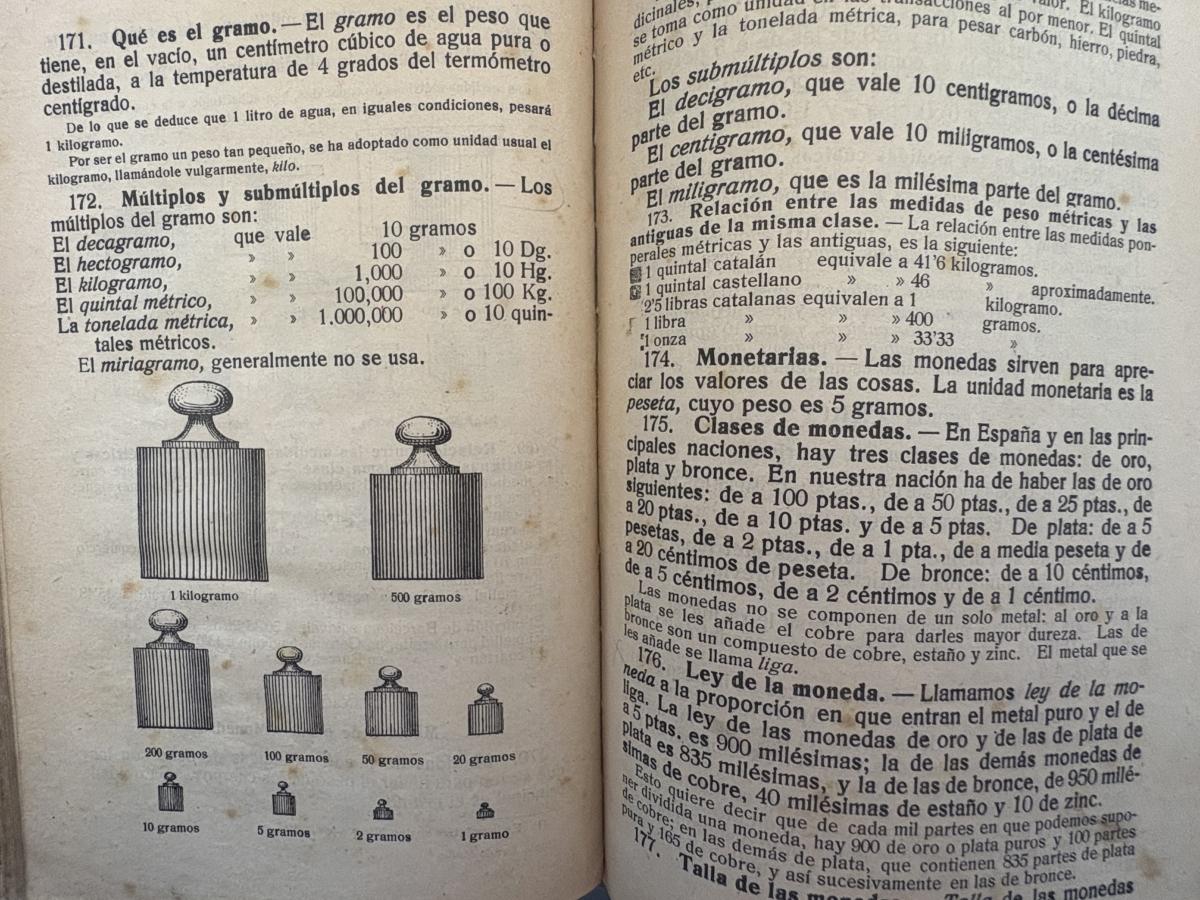 171. Qué es el gramo. — El gramo es el peso que
tiene, en el vacío, un centímetro cúbico de agua pura o
destilada, a la temperatura de 4 grados del termómetro
centígrado.
De lo que se deduce que 1 litro de agua, en iguales condiciones, pesará
1 kilogramo.
Por ser el gramo un peso tan pequeño, se ha adoptado como unidad usual el
kilogramo, llamándole vulgarmente, kilo.
172. Múltiplos y submúltiplos del gramo. — Los
múltiplos del gramo son:
El decagramo, que vale 10 gramos
El hectogramo, » » 100 » o 10 Dg.
El kilogramo, » » 1,000 » o 10 Hg.
El quintal métrico, » » 100,000 » o 100 Kg.
La tonelada métrica, » » 1.000,000 » o 10 quin-
tales métricos.
El miriagramo, generalmente no se usa.
1 kilogramo 500 gramos
200 gramos 100 gramos 50 gramos 20 gramos
10 gramos 5 gramos 2 gramos 1 gramo
dicinales, valor. El kilogramo
se toma como unidad en las transacciones al por menor. El quintal
métrico y la tonelada métrica, para pesar carbón, hierro, piedra,
etc.
Los submúltiplos son:
El decigramo, que vale 10 centigramos, o la décima
parte del gramo.
El centigramo, que vale 10 miligramos, o la centésima
parte del gramo.
El miligramo, que es la milésima parte del gramo.
173. Relación entre las medidas de peso métricas y las
antiguas de la misma clase. — La relación entre las medidas pon-
perales métricas y las antiguas, es la siguiente:
1 quintal catalán equivale a 41'6 kilogramos.
1 quintal castellano » » 46 » aproximadamente.
2'5 libras catalanas equivalen a 1 kilogramo.
1 libra » » » 400 gramos.
1 onza » » » 33'33 »
174. Monetarias. — Las monedas sirven para apre-
ciar los valores de las cosas. La unidad monetaria es la
peseta, cuyo peso es 5 gramos.
175. Clases de monedas. — En España y en las prin-
cipales naciones, hay tres clases de monedas: de oro,
plata y bronce. En nuestra nación ha de haber las de oro
siguientes: de a 100 ptas., de a 50 ptas., de a 25 ptas., de
a 20 ptas., de a 10 ptas. y de a 5 ptas. De plata: de a 5
pesetas, de a 2 ptas., de a 1 pta., de a media peseta y de
a 20 céntimos de peseta. De bronce: de a 10 céntimos,
de a 5 céntimos, de a 2 céntimos y de a 1 céntimo.
Las monedas no se componen de un solo metal: al oro y a la
plata se les añade el cobre para darles mayor dureza. Las de
bronce son un compuesto de cobre, estaño y zinc. El metal que se
les añade se llama liga.
176. Ley de la moneda. — Llamamos ley de la mo-
neda a la proporción en que entran el metal puro y el de
liga. La ley de las monedas de oro y de las de plata de
a 5 ptas. es 900 milésimas; la de las demás monedas de
plata es 835 milésimas, y la de las de bronce, de 950 milé-
simas de cobre, 40 milésimas de estaño y 10 de zinc.
Esto quiere decir que de cada mil partes en que podemos supo-
ner dividida una moneda, hay 900 de oro o plata puros y 100 partes
de cobre; en las demás de plata, que contienen 835 partes de plata
pura y 165 de cobre, y así sucesivamente en las de bronce.
177. Talla de las
de las monedas